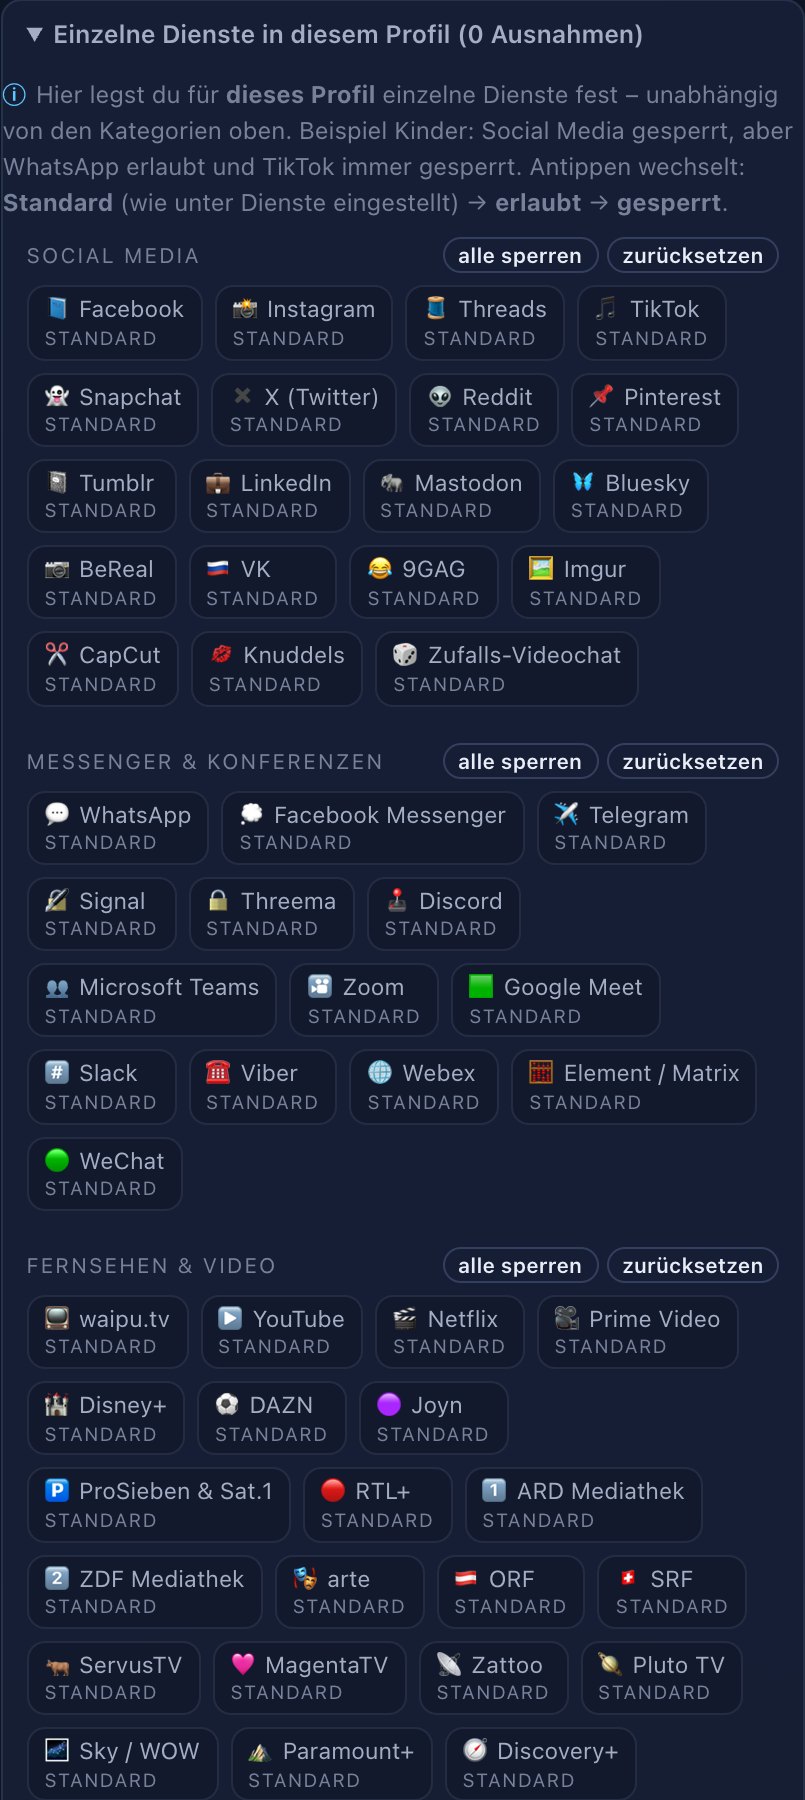 ▼ Einzelne Dienste in diesem Profil (0 Ausnahmen)
ⓘ Hier legst du für dieses Profil einzelne Dienste fest – unabhängig
von den Kategorien oben. Beispiel Kinder: Social Media gesperrt, aber
WhatsApp erlaubt und TikTok immer gesperrt. Antippen wechselt:
Standard (wie unter Dienste eingestellt) → erlaubt → gesperrt.
SOCIAL MEDIA alle sperren zurücksetzen
Facebook Instagram Threads TikTok
STANDARD STANDARD STANDARD STANDARD
Snapchat X (Twitter) Reddit Pinterest
STANDARD STANDARD STANDARD STANDARD
Tumblr LinkedIn Mastodon Bluesky
STANDARD STANDARD STANDARD STANDARD
BeReal VK 9GAG Imgur
STANDARD STANDARD STANDARD STANDARD
CapCut Knuddels Zufalls-Videochat
STANDARD STANDARD STANDARD
MESSENGER & KONFERENZEN alle sperren zurücksetzen
WhatsApp Facebook Messenger Telegram
STANDARD STANDARD STANDARD
Signal Threema Discord
STANDARD STANDARD STANDARD
Microsoft Teams Zoom Google Meet
STANDARD STANDARD STANDARD
# Slack Viber Webex Element / Matrix
STANDARD STANDARD STANDARD STANDARD
WeChat
STANDARD
FERNSEHEN & VIDEO alle sperren zurücksetzen
waipu.tv YouTube Netflix Prime Video
STANDARD STANDARD STANDARD STANDARD
Disney+ DAZN Joyn
STANDARD STANDARD STANDARD
P ProSieben & Sat.1 RTL+ 1 ARD Mediathek
STANDARD STANDARD STANDARD
2 ZDF Mediathek arte ORF SRF
STANDARD STANDARD STANDARD STANDARD
ServusTV MagentaTV Zattoo Pluto TV
STANDARD STANDARD STANDARD STANDARD
Sky / WOW Paramount+ Discovery+
STANDARD STANDARD STANDARD